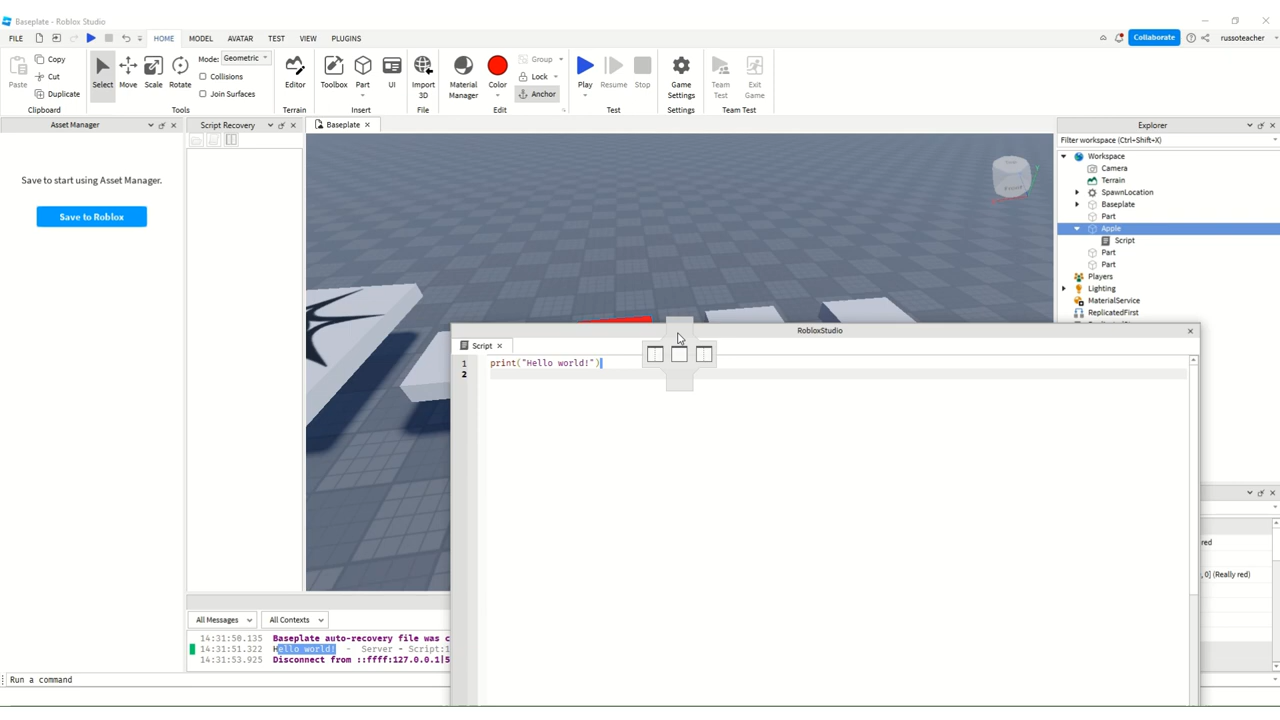 Baseplate - Roblox Studio
FILE HOME MODEL AVATAR TEST VIEW PLUGINS Collaborate russoteacher
Paste Copy Cut Duplicate Clipboard
Select Move Scale Rotate Mode: Geometric Collisions Join Surfaces Tools
Editor Terrain
Toolbox Part UI Insert
Import 3D File
Material Manager Color Group Lock Anchor Edit
Play Resume Stop Test
Game Settings Settings
Team Test Exit Game Team Test
Asset Manager Script Recovery Baseplate Explorer
Filter workspace (Ctrl+Shift+X)
Save to start using Asset Manager.
Save to Roblox
Workspace
Camera
Terrain
SpawnLocation
Baseplate
Part
Apple
Script
Part
Part
Players
Lighting
MaterialService
ReplicatedFirst
RobloxStudio
Script
1 print("Hello world!")
2
red
, 0] (Really red)
All Messages All Contexts
14:31:50.135 Baseplate auto-recovery file was c
14:31:51.322 Hello world! - Server - Script:1
14:31:53.925 Disconnect from ::ffff:127.0.0.1|5
Run a command